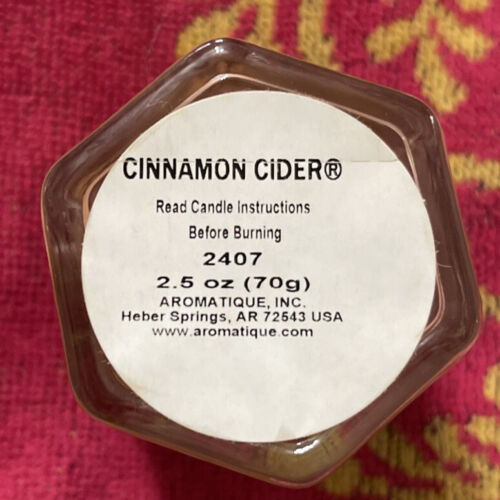 CINNAMON CIDER®
Read Candle Instructions
Before Burning
2407
2.5 oz (70g)
AROMATIQUE, INC.
Heber Springs, AR 72543 USA
www.aromatique.com